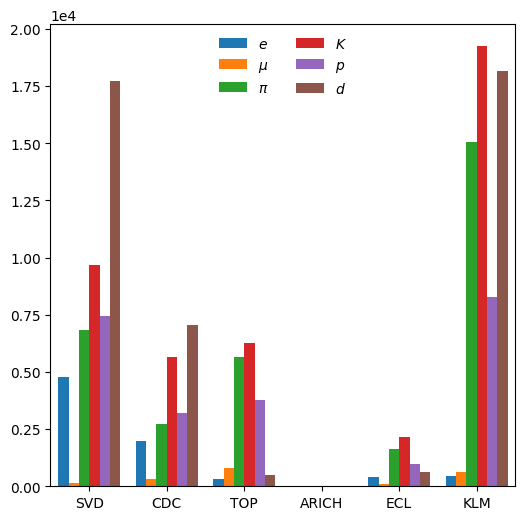 1e4
e K
μ p
π d
2.00
1.75
1.50
1.25
1.00
0.75
0.50
0.25
0.00
SVD CDC TOP ARICH ECL KLM